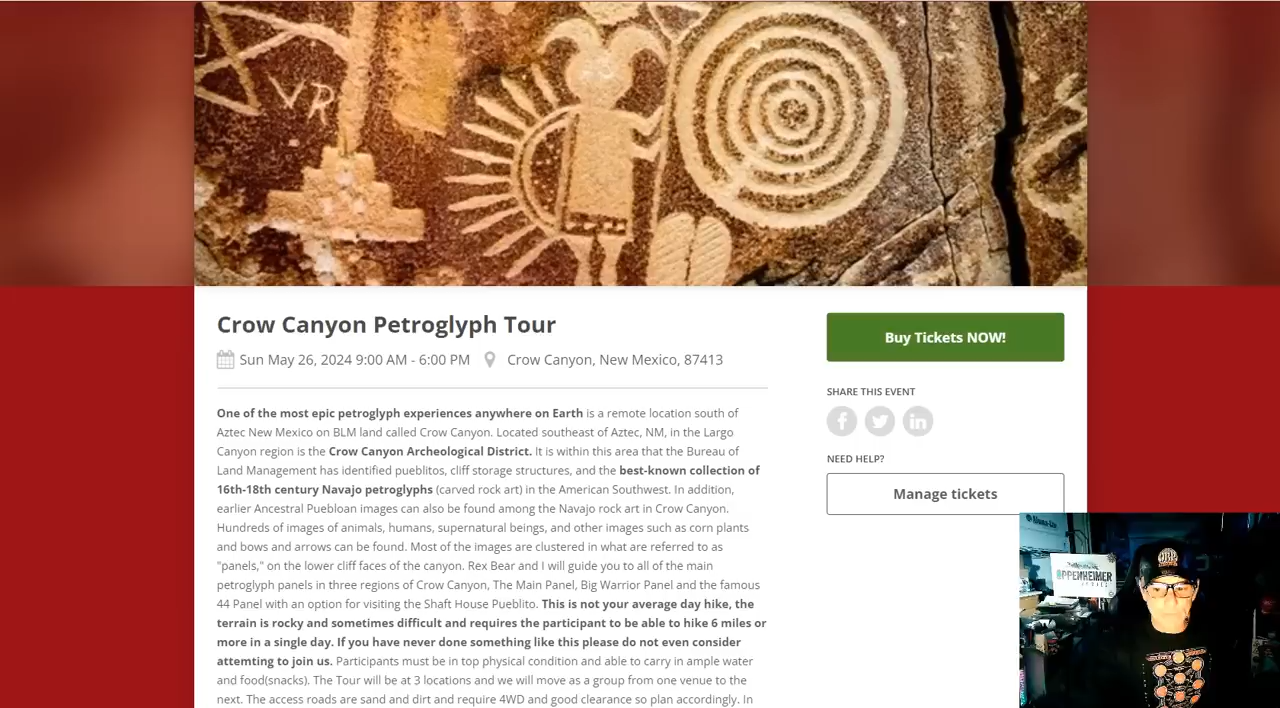 VR
Crow Canyon Petroglyph Tour
Sun May 26, 2024 9:00 AM - 6:00 PM
Crow Canyon, New Mexico, 87413
One of the most epic petroglyph experiences anywhere on Earth is a remote location south of
Aztec New Mexico on BLM land called Crow Canyon. Located southeast of Aztec, NM, in the Largo
Canyon region is the Crow Canyon Archeological District. It is within this area that the Bureau of
Land Management has identified pueblitos, cliff storage structures, and the best-known collection of
16th-18th century Navajo petroglyphs (carved rock art) in the American Southwest. In addition,
earlier Ancestral Puebloan images can also be found among the Navajo rock art in Crow Canyon.
Hundreds of images of animals, humans, supernatural beings, and other images such as corn plants
and bows and arrows can be found. Most of the images are clustered in what are referred to as
"panels," on the lower cliff faces of the canyon. Rex Bear and I will guide you to all of the main
petroglyph panels in three regions of Crow Canyon, The Main Panel, Big Warrior Panel and the famous
44 Panel with an option for visiting the Shaft House Pueblito. This is not your average day hike, the
terrain is rocky and sometimes difficult and requires the participant to be able to hike 6 miles or
more in a single day. If you have never done something like this please do not even consider
attemting to join us. Participants must be in top physical condition and able to carry in ample water
and food(snacks). The Tour will be at 3 locations and we will move as a group from one venue to the
next. The access roads are sand and dirt and require 4WD and good clearance so plan accordingly. In
Buy Tickets NOW!
SHARE THIS EVENT
NEED HELP?
Manage tickets
OPPENHEIMER